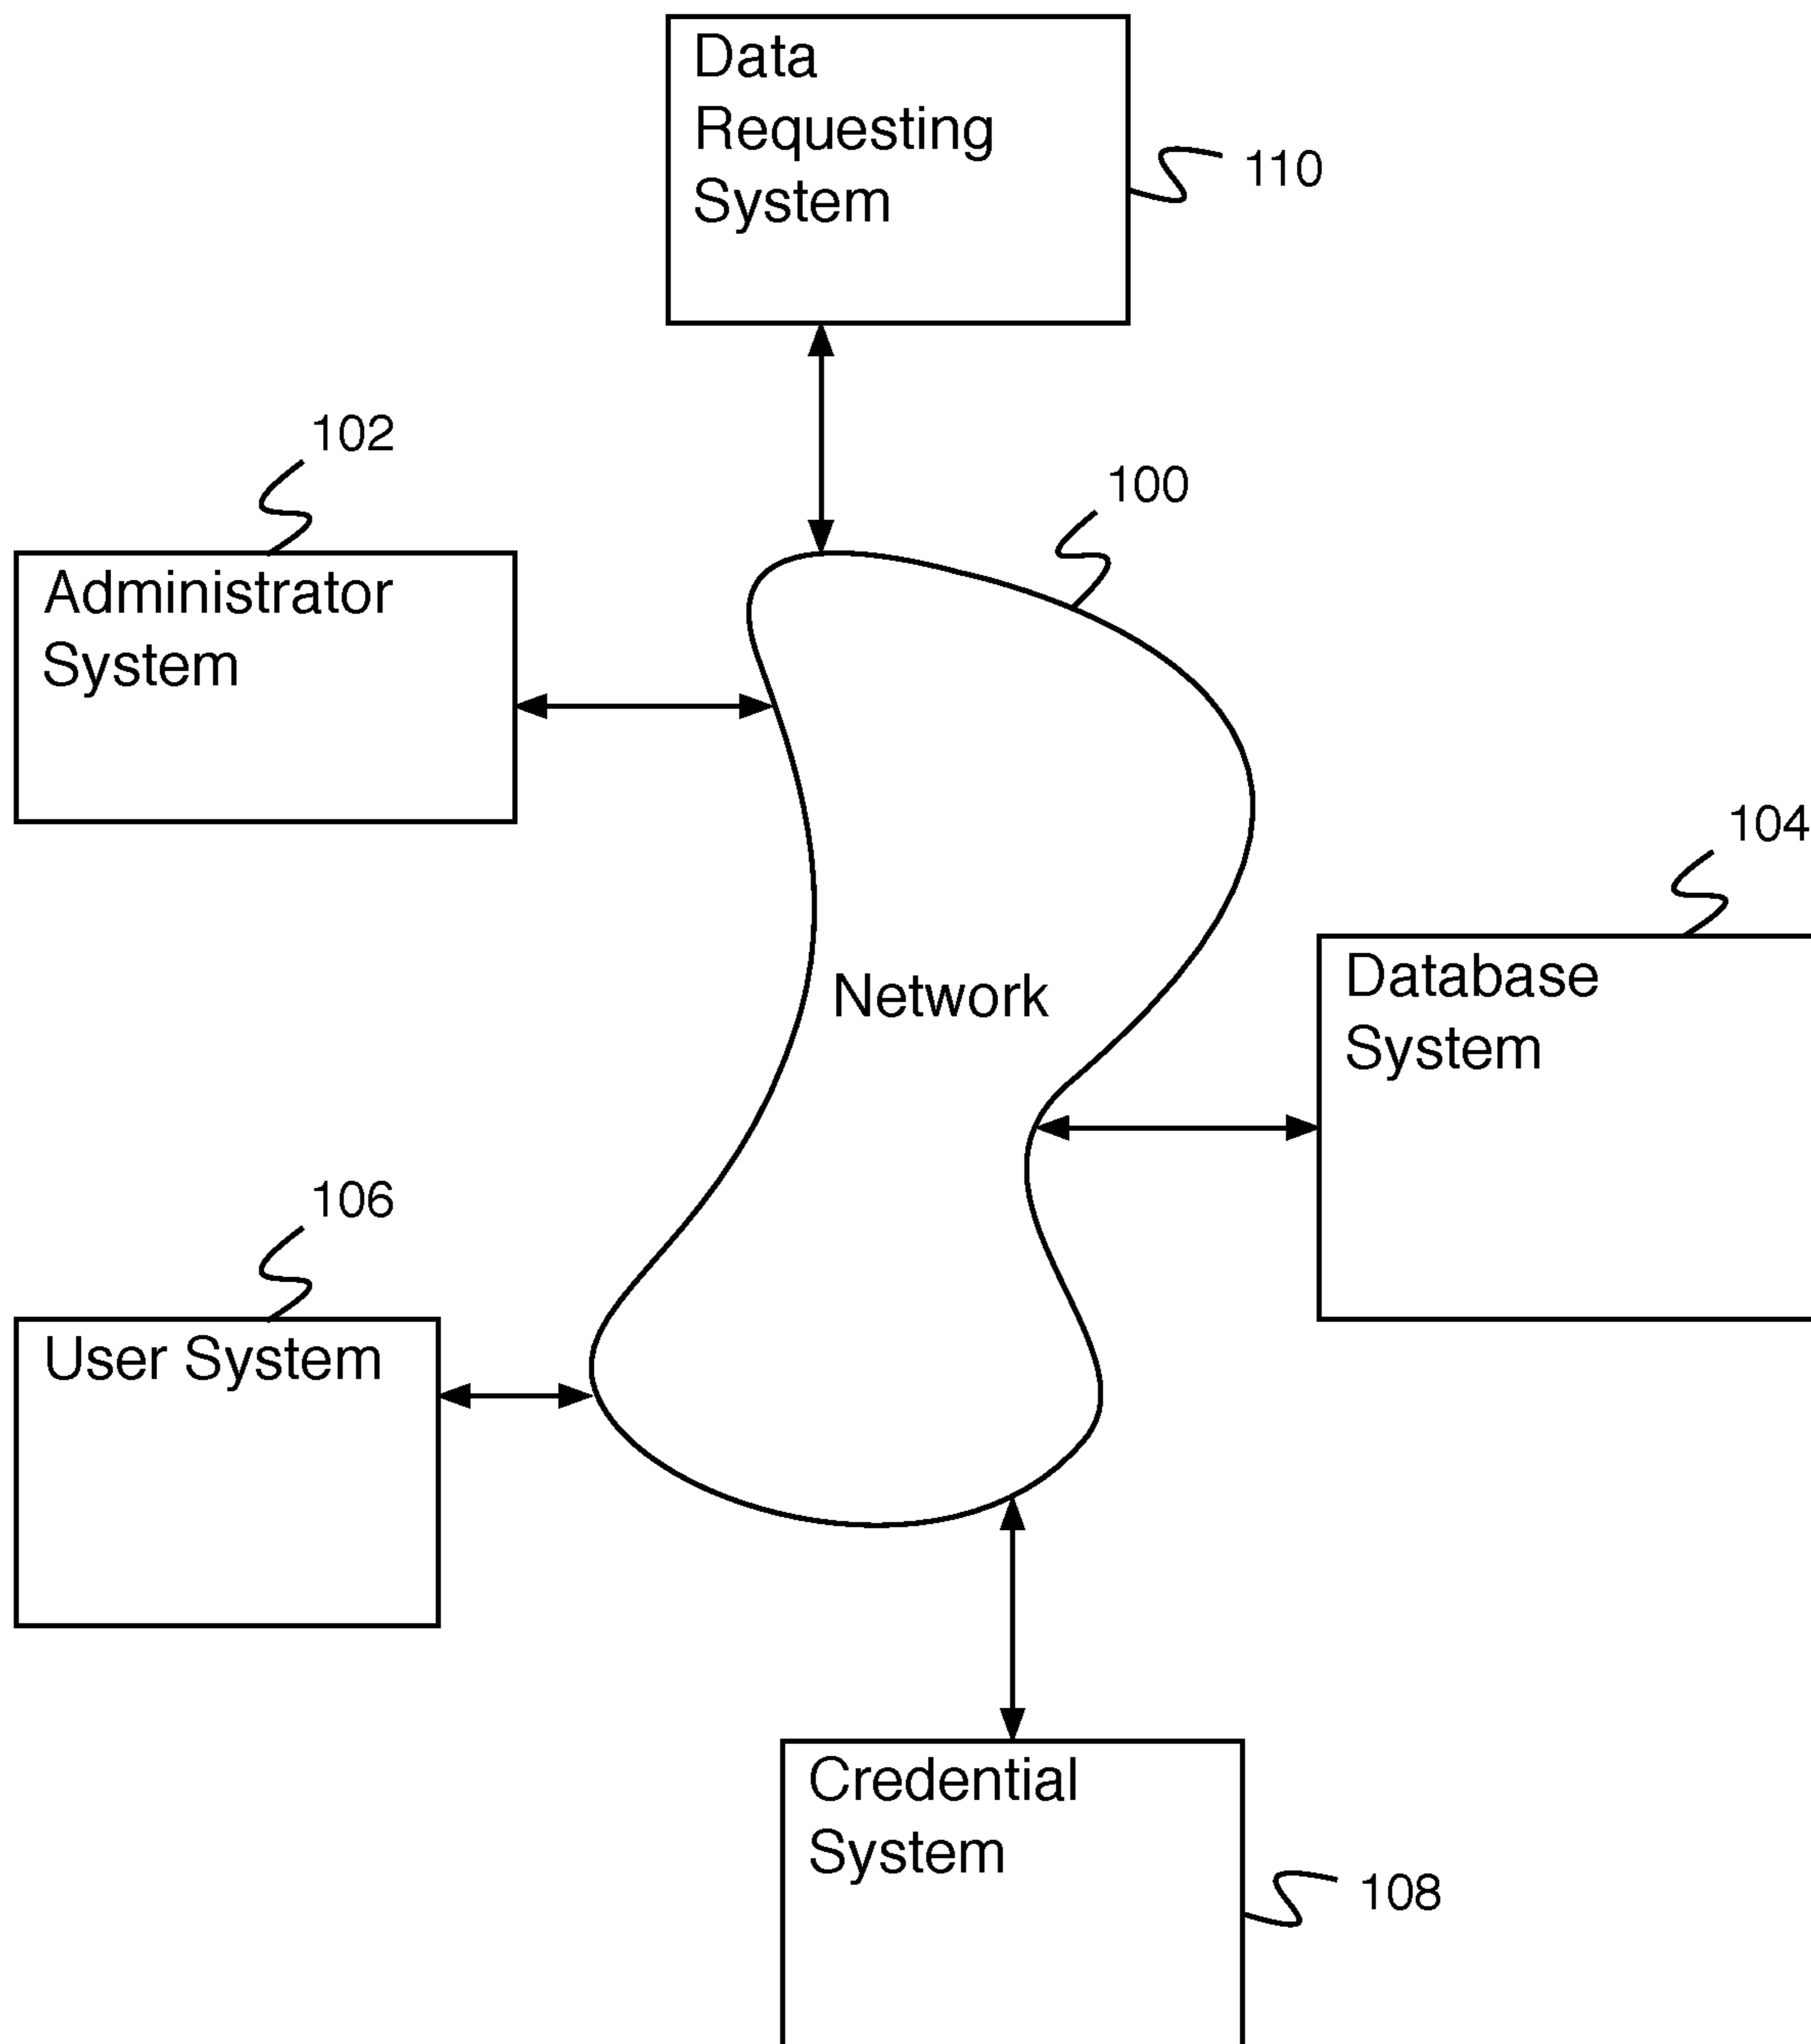 Data
Requesting
System
110
102
100
Administrator
System
104
Network
Database
System
106
User System
Credential
System
108